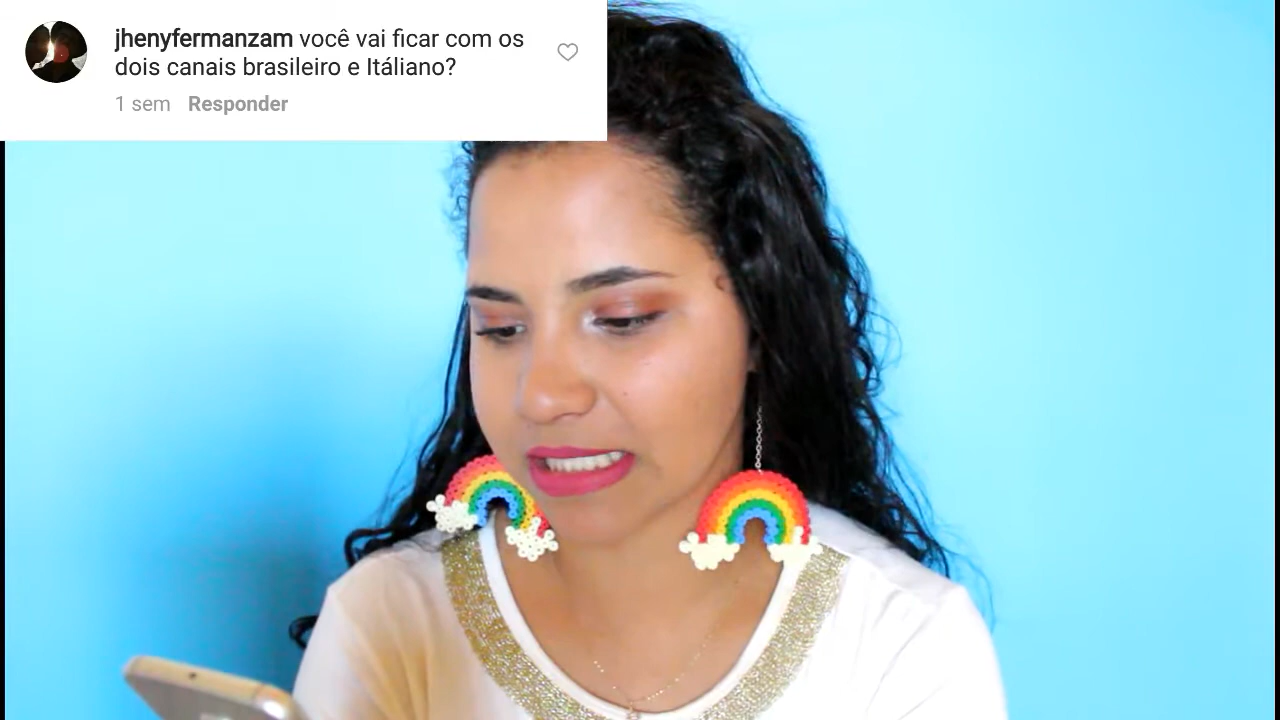 jhenyfermanzam você vai ficar com os
dois canais brasileiro e Itáliano?
1 sem Responder